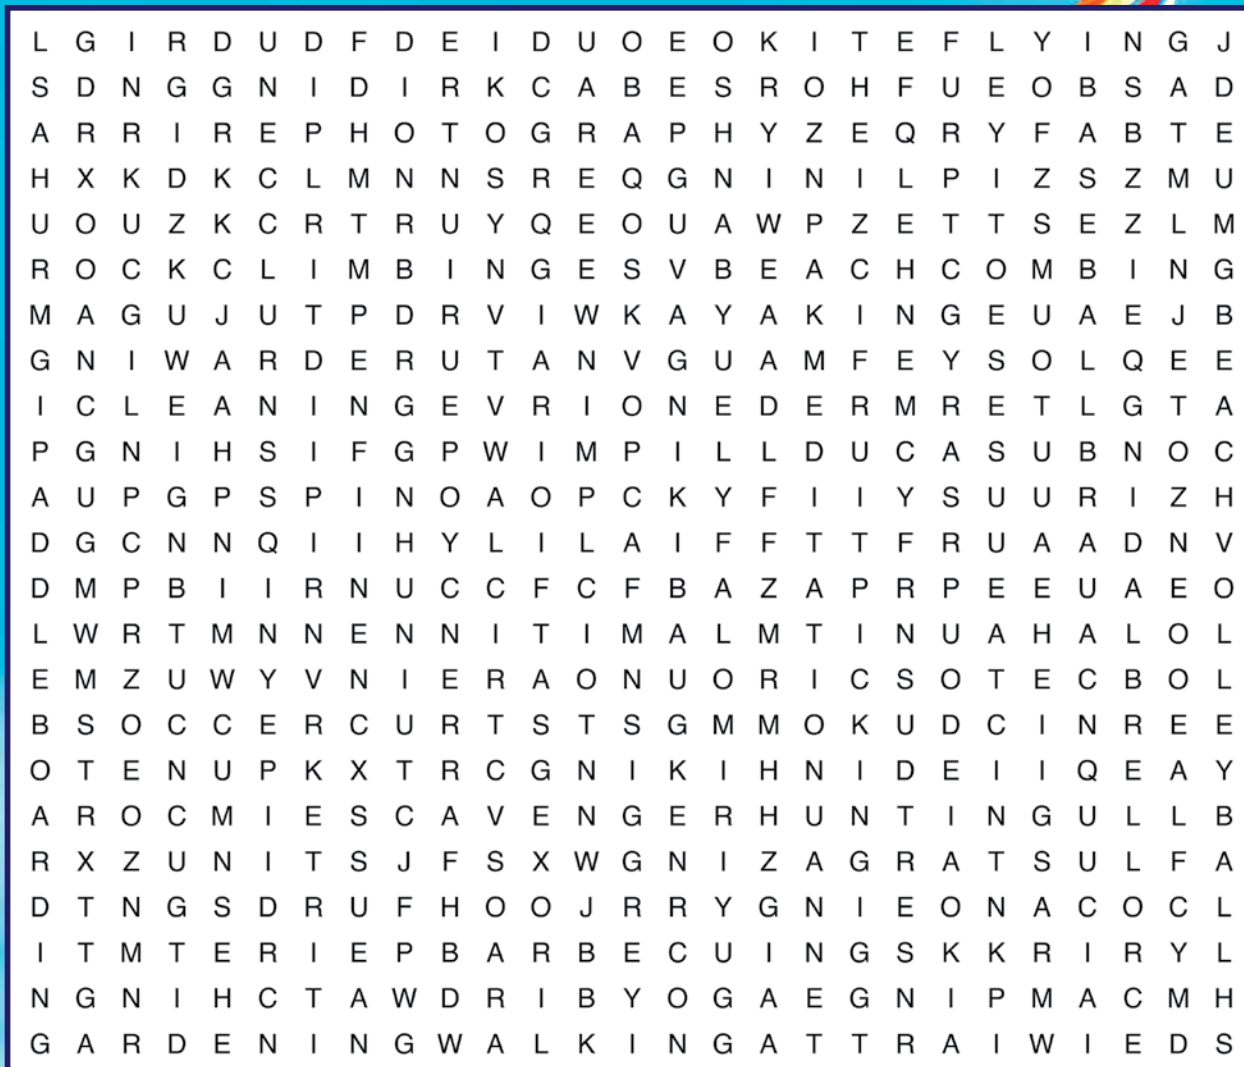 L G I R D U D F D E I D U O E O K I T E F L Y I N G J
S D N G G N I D I R K C A B E S R O H F U E O B S A D
A R R I R E P H O T O G R A P H Y Z E Q R Y F A B T E
H X K D K C L M N N S R E Q G N I N I L P I Z S Z M U
U O U Z K C R T R U Y Q E O U A W P Z E T T S E Z L M
R O C K C L I M B I N G E S V B E A C H C O M B I N G
M A G U J U T P D R V I W K A Y A K I N G E U A E J B
G N I W A R D E R U T A N V G U A M F E Y S O L Q E E
I C L E A N I N G E V R I O N E D E R M R E T L G T A
P G N I H S I F G P W I M P I L L D U C A S U B N O C
A U P G P S P I N O A O P C K Y F I I Y S U U R I Z H
D G C N N Q I I H Y L I L A I F F T T F R U A A D N V
D M P B I I R N U C C F C F B A Z A P R P E E U A E O
L W R T M N N E N N I T I M A L M T I N U A H A L O L
E M Z U W Y V N I E R A O N U O R I C S O T E C B O L
B S O C C E R C U R T S T S G M M O K U D C I N R E E
O T E N U P K X T R C G N I K I H N I D E I I Q E A Y
A R O C M I E S C A V E N G E R H U N T I N G U L L B
R X Z U N I T S J F S X W G N I Z A G R A T S U L F A
D T N G S D R U F H O O J R R Y G N I E O N A C O C L
I T M T E R I E P B A R B E C U I N G S K K R I R Y L
N G N I H C T A W D R I B Y O G A E G N I P M A C M H
G A R D E N I N G W A L K I N G A T T R A I W I E D S